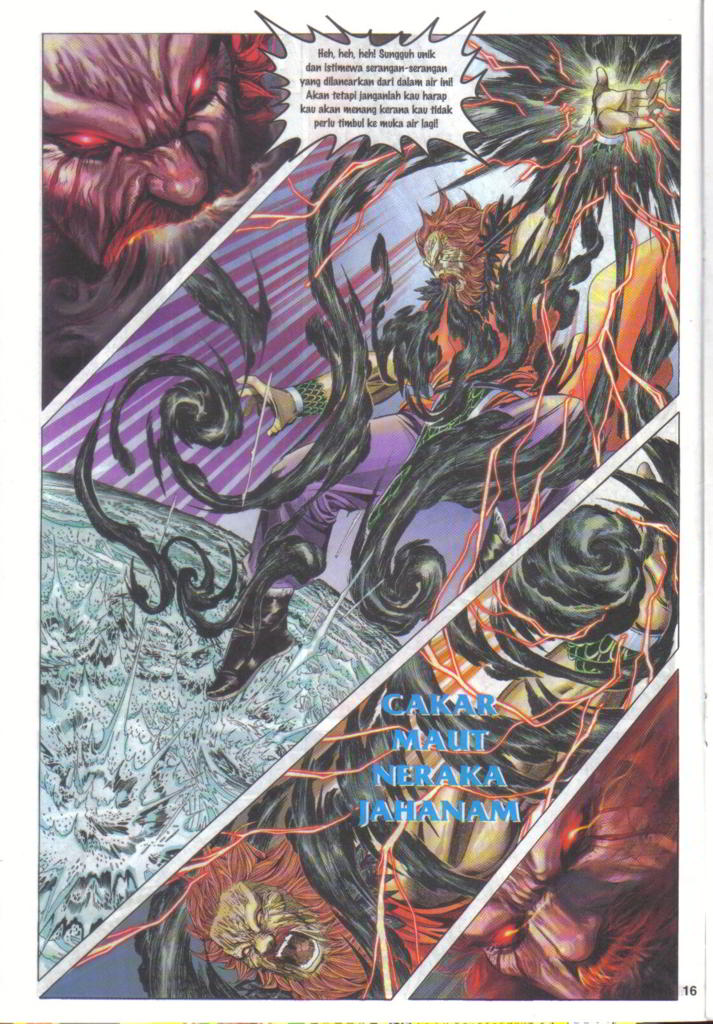 Heh, heh, heh! Sungguh unik
dan istimewa serangan-serangan
yang dilancarkan dari dalam air ini!
Akan tetapi janganlah kau harap
kau akan menang kerana kau tidak
perlu timbul ke muka air lagi!
CAKAR
MAUT
NERAKA
JAHANAM
16